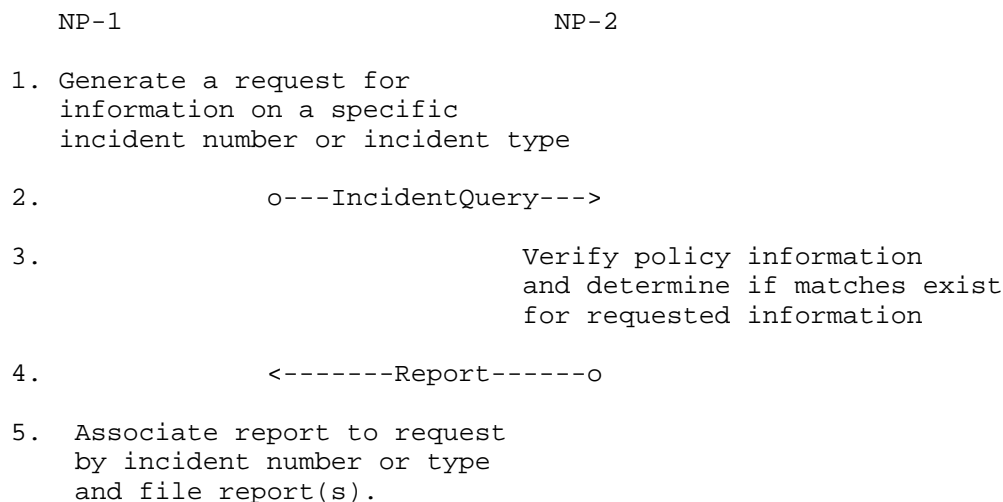 NP-1                          NP-2
1. Generate a request for
information on a specific
incident number or incident type
2.               o---IncidentQuery--->
3.                               Verify policy information
and determine if matches exist
for requested information
4.               <-------Report------o
5.  Associate report to request
by incident number or type
and file report(s).